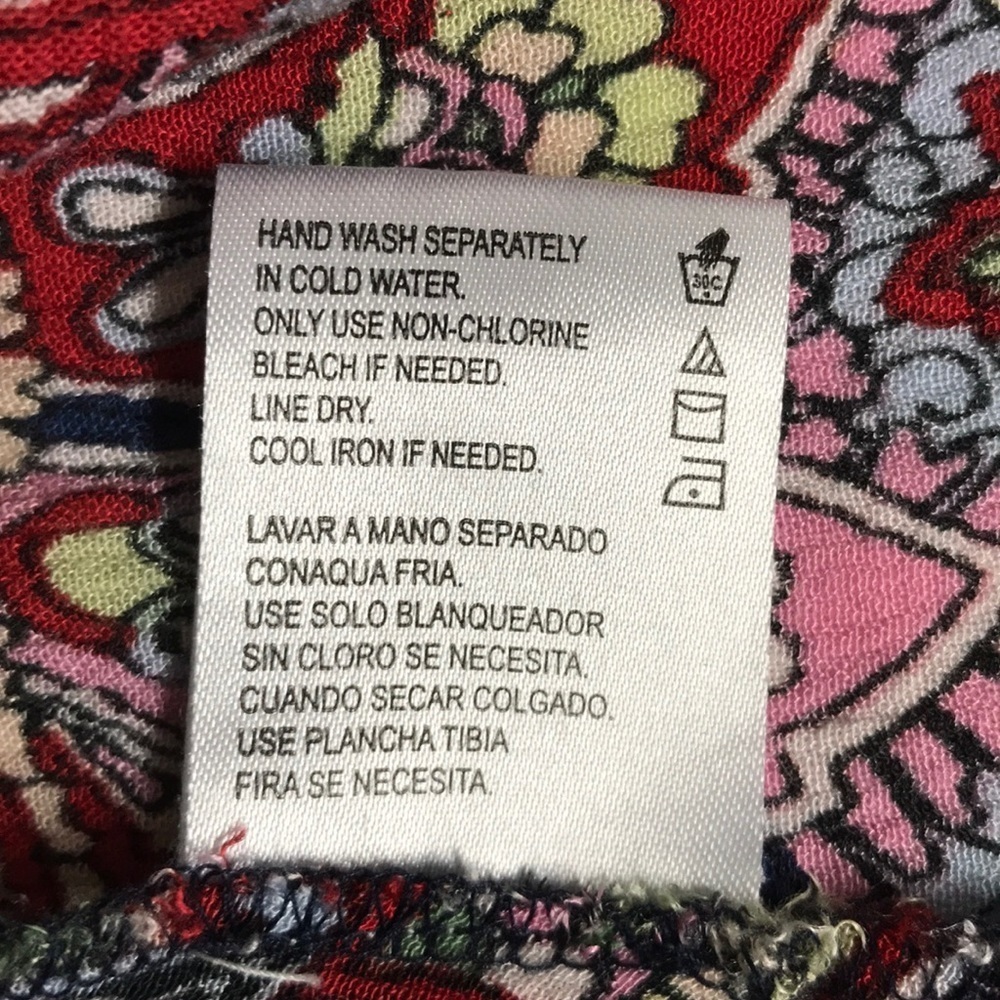 HAND WASH SEPARATELY
IN COLD WATER.
ONLY USE NON-CHLORINE
BLEACH IF NEEDED.
LINE DRY.
COOL IRON IF NEEDED.
30C
LAVAR A MANO SEPARADO
CONAQUA FRIA.
USE SOLO BLANQUEADOR
SIN CLORO SE NECESITA.
CUANDO SECAR COLGADO.
USE PLANCHA TIBIA
FIRA SE NECESITA.